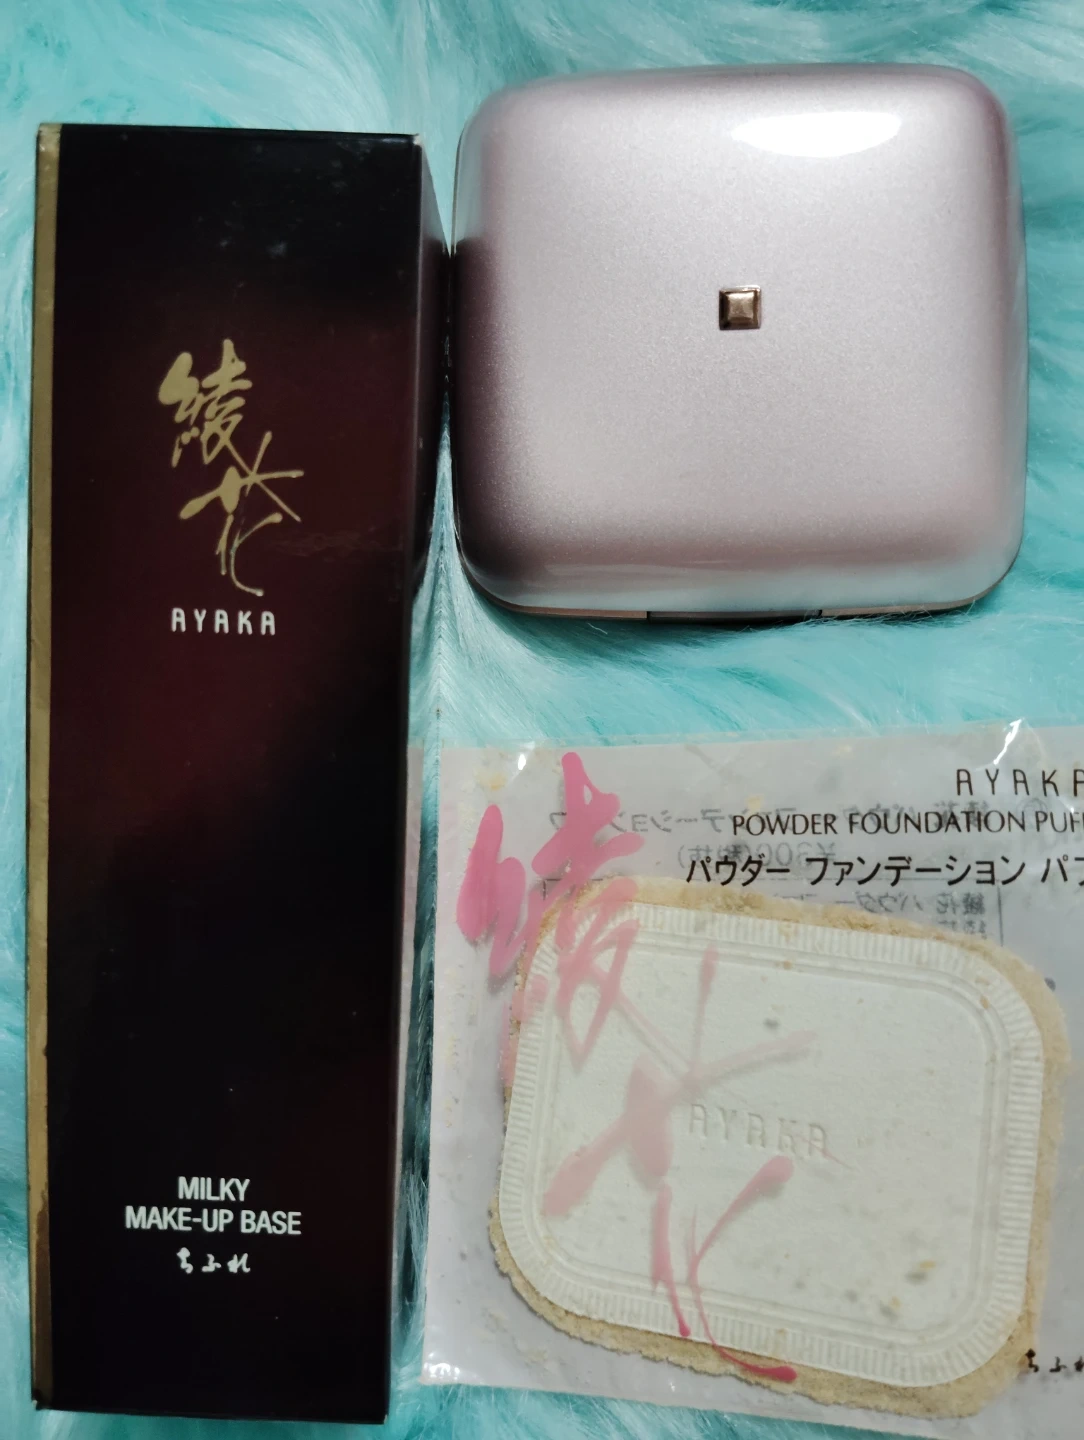 綾花
AYAKA
MILKY
MAKE-UP BASE
ちふれ
AYAKA
POWDER FOUNDATION PUFF
パウダー ファンデーション パフ
綾花
AYAKA
ちふれ